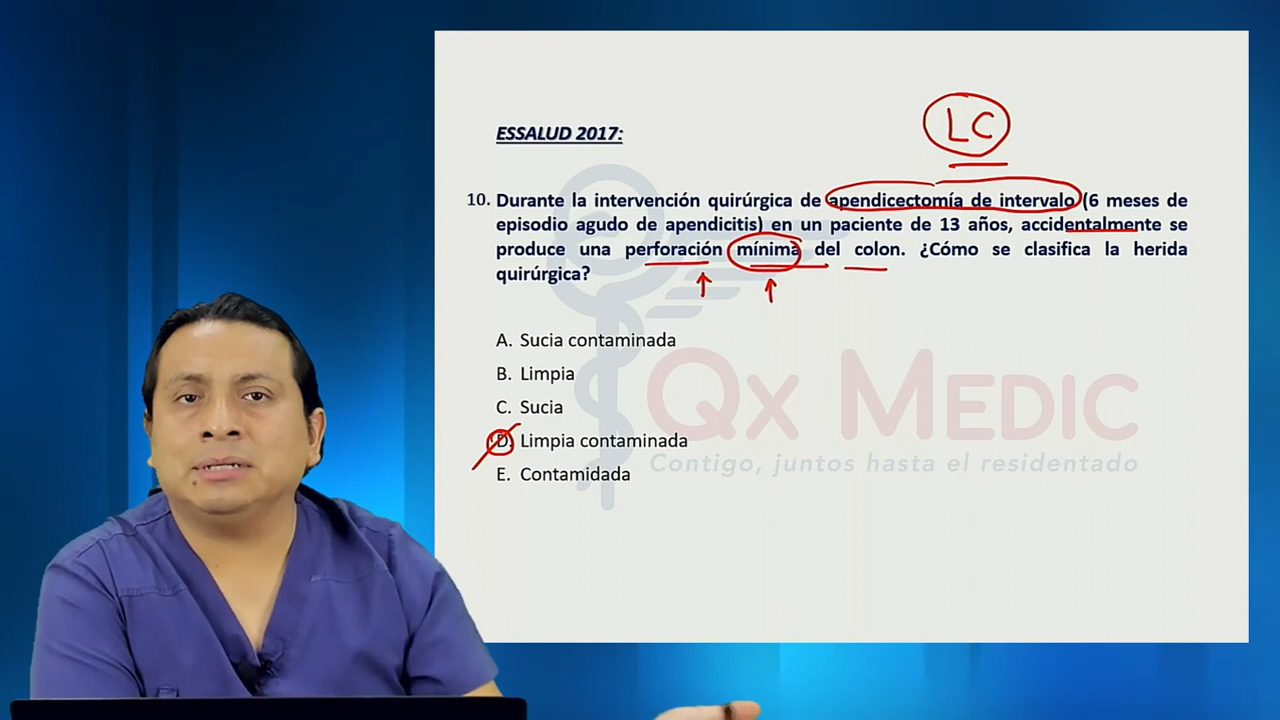 LC
ESSALUD 2017:
10. Durante la intervención quirúrgica de apendicectomía de intervalo (6 meses de
episodio agudo de apendicitis) en un paciente de 13 años, accidentalmente se
produce una perforación mínima del colon. ¿Cómo se clasifica la herida
quirúrgica?
A. Sucia contaminada
B. Limpia
C. Sucia
D. Limpia contaminada
E. Contamidada
Qx MEDIC
Contigo, juntos hasta el residentado